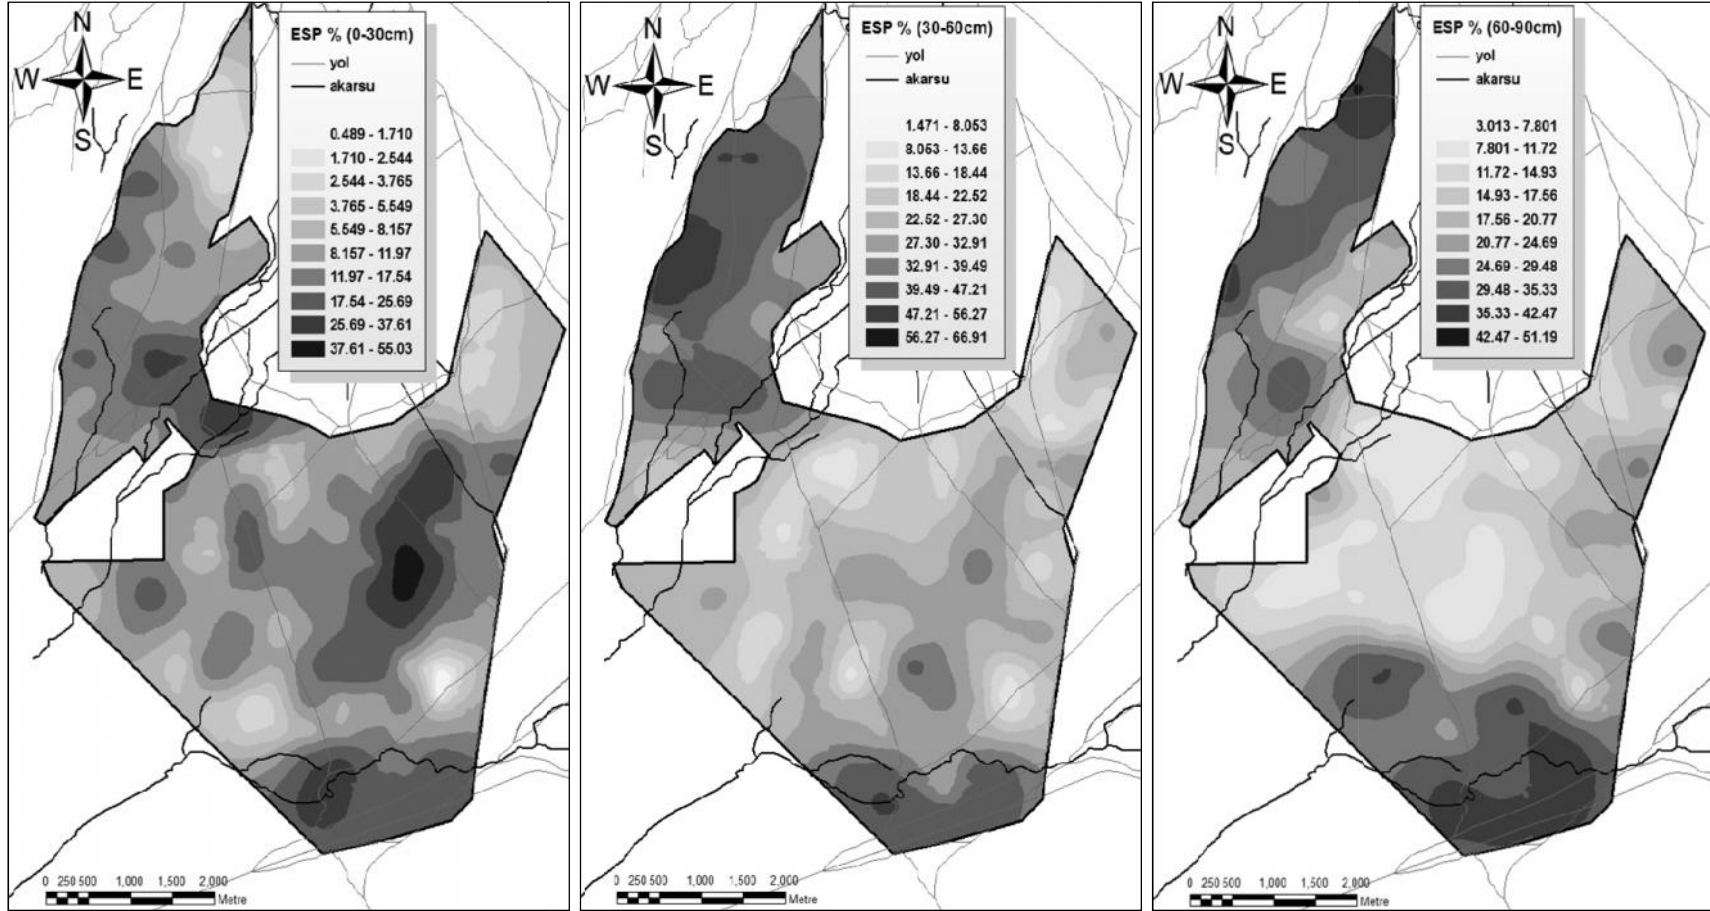 N
W E
S
ESP % (0-30cm)
yol
akarsu
0.489 - 1.710
1.710 - 2.544
2.544 - 3.765
3.765 - 5.549
5.549 - 8.157
8.157 - 11.97
11.97 - 17.54
17.54 - 25.69
25.69 - 37.61
37.61 - 55.03
0 250 500 1,000 1,500 2,000
Metre
N
W E
S
ESP % (30-60cm)
yol
akarsu
1.471 - 8.053
8.053 - 13.66
13.66 - 18.44
18.44 - 22.52
22.52 - 27.30
27.30 - 32.91
32.91 - 39.49
39.49 - 47.21
47.21 - 56.27
56.27 - 66.91
0 250 500 1,000 1,500 2,000
Metre
N
W E
S
ESP % (60-90cm)
yol
akarsu
3.013 - 7.801
7.801 - 11.72
11.72 - 14.93
14.93 - 17.56
17.56 - 20.77
20.77 - 24.69
24.69 - 29.48
29.48 - 35.33
35.33 - 42.47
42.47 - 51.19
0 250 500 1,000 1,500 2,000
Metre